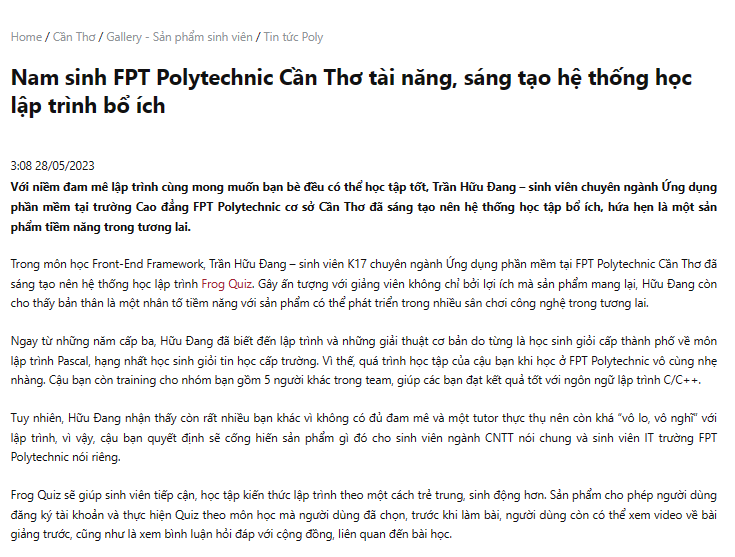 Home / Cần Thơ / Gallery - Sản phẩm sinh viên / Tin tức Poly
Nam sinh FPT Polytechnic Cần Thơ tài năng, sáng tạo hệ thống học
lập trình bổ ích
3:08 28/05/2023
Với niềm đam mê lập trình cùng mong muốn bạn bè đều có thể học tập tốt, Trần Hữu Đang – sinh viên chuyên ngành Ứng dụng
phần mềm tại trường Cao đẳng FPT Polytechnic cơ sở Cần Thơ đã sáng tạo nên hệ thống học tập bổ ích, hứa hẹn là một sản
phẩm tiềm năng trong tương lai.
Trong môn học Front-End Framework, Trần Hữu Đang – sinh viên K17 chuyên ngành Ứng dụng phần mềm tại FPT Polytechnic Cần Thơ đã
sáng tạo nên hệ thống học lập trình Frog Quiz. Gây ấn tượng với giảng viên không chỉ bởi lợi ích mà sản phẩm mang lại, Hữu Đang còn
cho thấy bản thân là một nhân tố tiềm năng với sản phẩm có thể phát triển trong nhiều sân chơi công nghệ trong tương lai.
Ngay từ những năm cấp ba, Hữu Đang đã biết đến lập trình và những giải thuật cơ bản do từng là học sinh giỏi cấp thành phố về môn
lập trình Pascal, hạng nhất học sinh giỏi tin học cấp trường. Vì thế, quá trình học tập của cậu bạn khi học ở FPT Polytechnic vô cùng nhẹ
nhàng. Cậu bạn còn training cho nhóm bạn gồm 5 người khác trong team, giúp các bạn đạt kết quả tốt với ngôn ngữ lập trình C/C++.
Tuy nhiên, Hữu Đang nhận thấy còn rất nhiều bạn khác vì không có đủ đam mê và một tutor thực thụ nên còn khá “vô lo, vô nghĩ” với
lập trình, vì vậy, cậu bạn quyết định sẽ cống hiến sản phẩm gì đó cho sinh viên ngành CNTT nói chung và sinh viên IT trường FPT
Polytechnic nói riêng.
Frog Quiz sẽ giúp sinh viên tiếp cận, học tập kiến thức lập trình theo một cách trẻ trung, sinh động hơn. Sản phẩm cho phép người dùng
đăng ký tài khoản và thực hiện Quiz theo môn học mà người dùng đã chọn, trước khi làm bài, người dùng còn có thể xem video về bài
giảng trước, cũng như là xem bình luận hỏi đáp với cộng đồng, liên quan đến bài học.